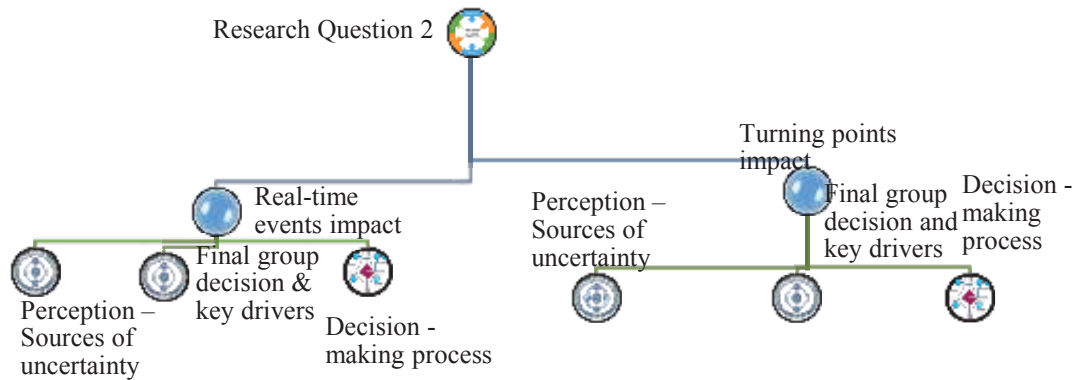 Research Question 2
Turning points
impact
Real-time
events impact
Perception –
Sources of
uncertainty
Final group
decision and
key drivers
Decision -
making
process
Final group
decision &
key drivers
Perception –
Sources of
uncertainty
Decision -
making process